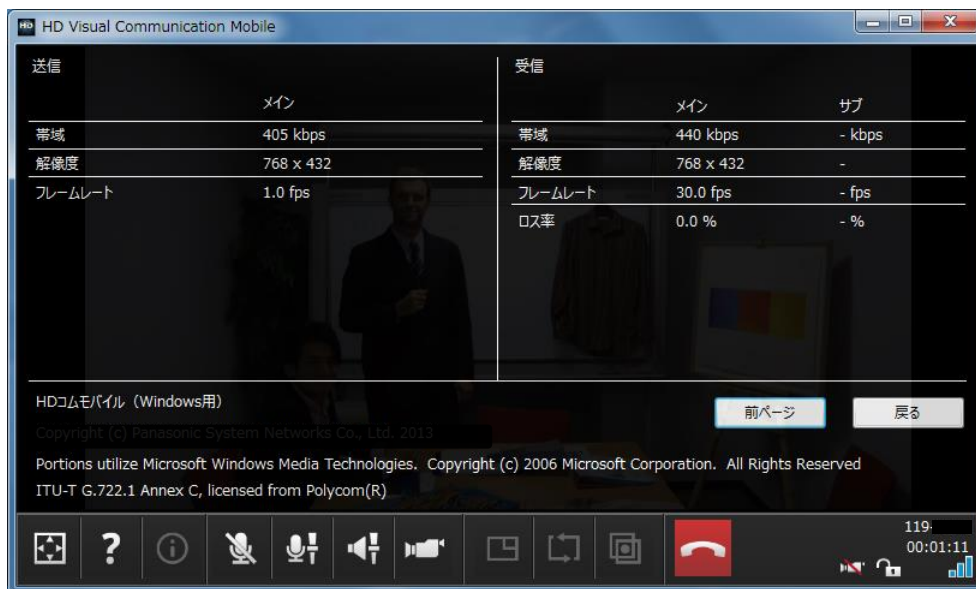 HD Visual Communication Mobile
送信 受信
メイン メイン サブ
帯域 405 kbps 帯域 440 kbps - kbps
解像度 768 x 432 解像度 768 x 432 -
フレームレート 1.0 fps フレームレート 30.0 fps - fps
ロス率 0.0 % - %
HDコムモバイル（Windows用）
前ページ 戻る
Copyright (c) Panasonic System Networks Co., Ltd. 2013
Portions utilize Microsoft Windows Media Technologies. Copyright (c) 2006 Microsoft Corporation. All Rights Reserved
ITU-T G.722.1 Annex C, licensed from Polycom(R)
119-
00:01:11